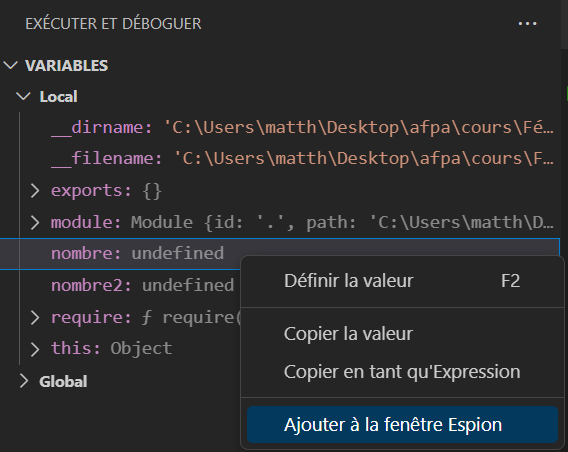 EXÉCUTER ET DÉBOGUER ...
VARIABLES
Local
__dirname: 'C:\Users\matth\Desktop\afpa\cours\Fé…
__filename: 'C:\Users\matth\Desktop\afpa\cours\F…
exports: {}
module: Module {id: '.', path: 'C:\Users\matth\D…
nombre: undefined
nombre2: undefined
require: ƒ require(
this: Object
Global
Définir la valeur F2
Copier la valeur
Copier en tant qu'Expression
Ajouter à la fenêtre Espion